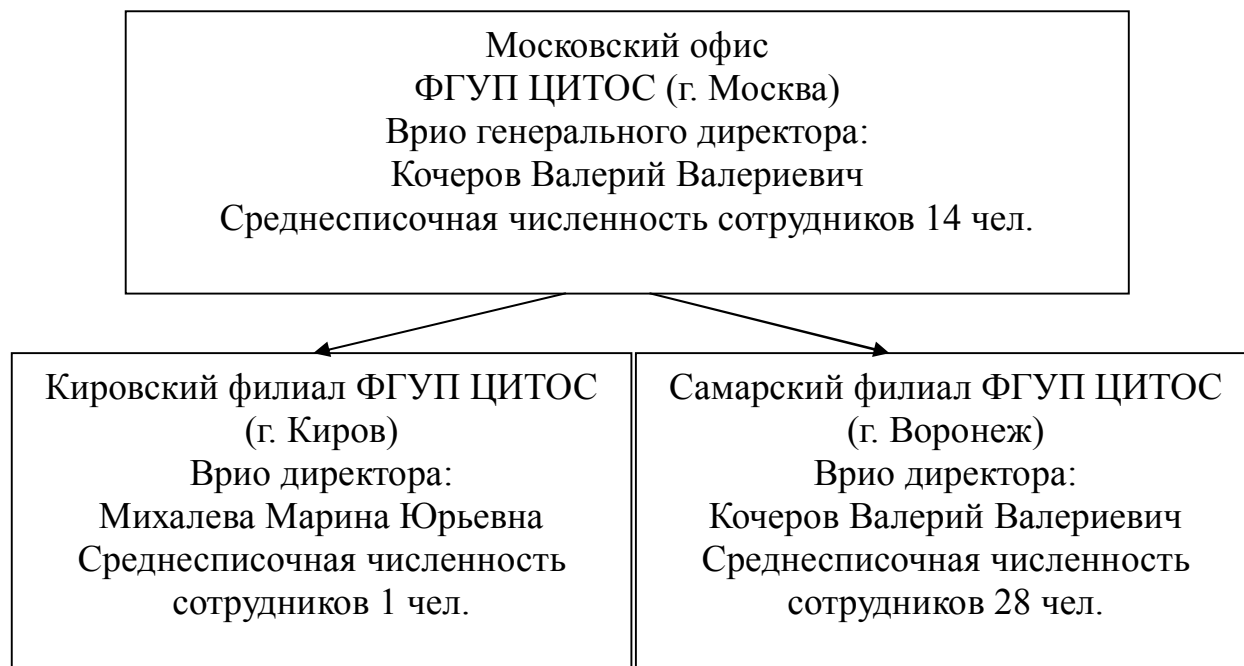 Московский офис
ФГУП ЦИТОС (г. Москва)
Врио генерального директора:
Кочеров Валерий Валериевич
Среднесписочная численность сотрудников 14 чел.
Кировский филиал ФГУП ЦИТОС
(г. Киров)
Врио директора:
Михалева Марина Юрьевна
Среднесписочная численность
сотрудников 1 чел.
Самарский филиал ФГУП ЦИТОС
(г. Воронеж)
Врио директора:
Кочеров Валерий Валериевич
Среднесписочная численность
сотрудников 28 чел.